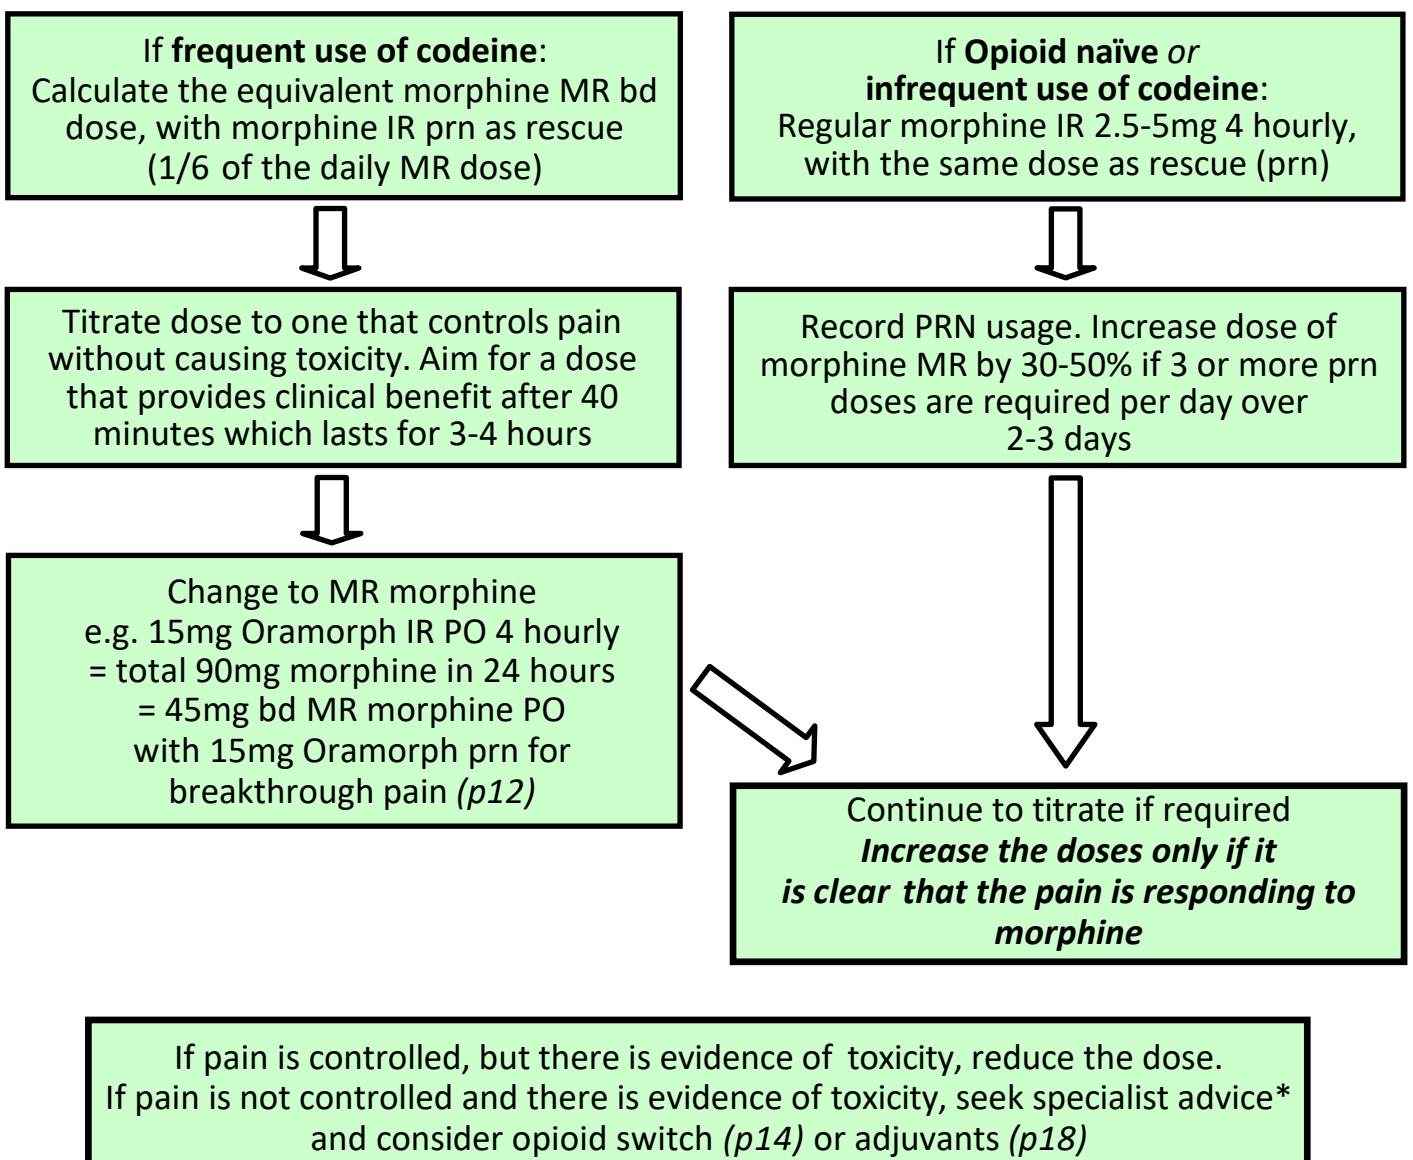 If frequent use of codeine:
Calculate the equivalent morphine MR bd
dose, with morphine IR prn as rescue
(1/6 of the daily MR dose)
If Opioid naïve or
infrequent use of codeine:
Regular morphine IR 2.5-5mg 4 hourly,
with the same dose as rescue (prn)
Titrate dose to one that controls pain
without causing toxicity. Aim for a dose
that provides clinical benefit after 40
minutes which lasts for 3-4 hours
Record PRN usage. Increase dose of
morphine MR by 30-50% if 3 or more prn
doses are required per day over
2-3 days
Change to MR morphine
e.g. 15mg Oramorph IR PO 4 hourly
= total 90mg morphine in 24 hours
= 45mg bd MR morphine PO
with 15mg Oramorph prn for
breakthrough pain (p12)
Continue to titrate if required
Increase the doses only if it
is clear that the pain is responding to
morphine
If pain is controlled, but there is evidence of toxicity, reduce the dose.
If pain is not controlled and there is evidence of toxicity, seek specialist advice*
and consider opioid switch (p14) or adjuvants (p18)